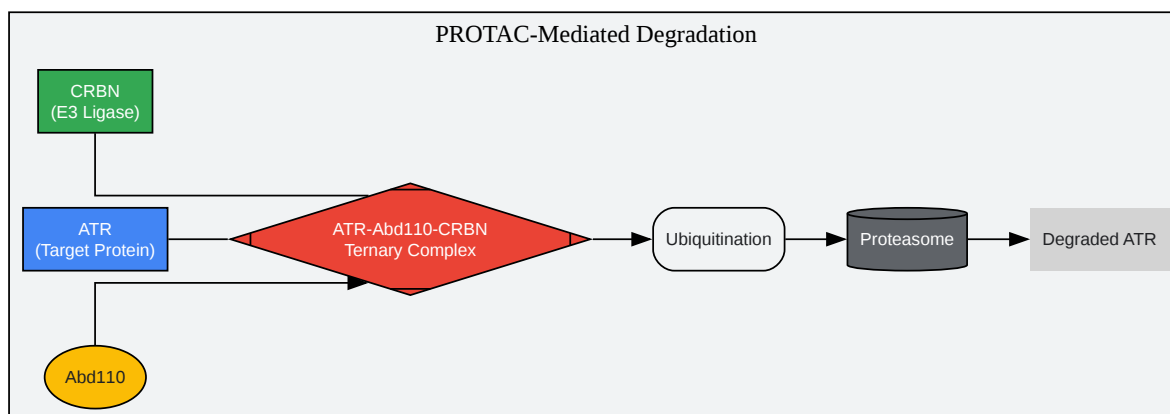 PROTAC-Mediated Degradation
CRBN
(E3 Ligase)
ATR
(Target Protein)
ATR-Abd110-CRBN
Ternary Complex
Ubiquitination
Proteasome
Degraded ATR
Abd110